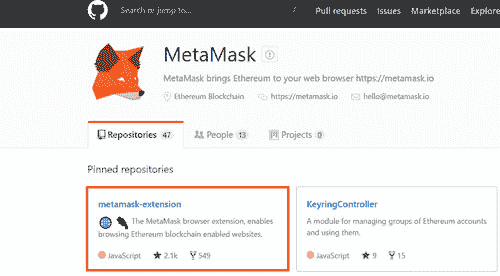 Search or jump to...
/
Pull requests Issues Marketplace Explore
MetaMask
MetaMask brings Ethereum to your web browser https://metamask.io
Ethereum Blockchain https://metamask.io hello@metamask.io
Repositories 47 People 13 Projects 0
Pinned repositories
metamask-extension
The MetaMask browser extension, enables
browsing Ethereum blockchain enabled websites.
JavaScript 2.1k 549
KeyringController
A module for managing groups of Ethereum accounts
and using them.
JavaScript 9 15